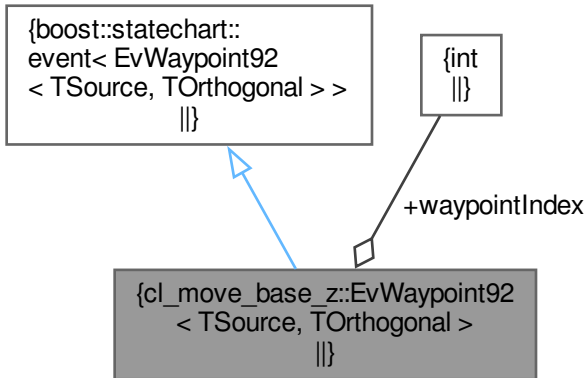 {boost::statechart::
event< EvWaypoint92
< TSource, TOrthogonal > >
||}
{int
||}
+waypointIndex
{cl_move_base_z::EvWaypoint92
< TSource, TOrthogonal >
||}